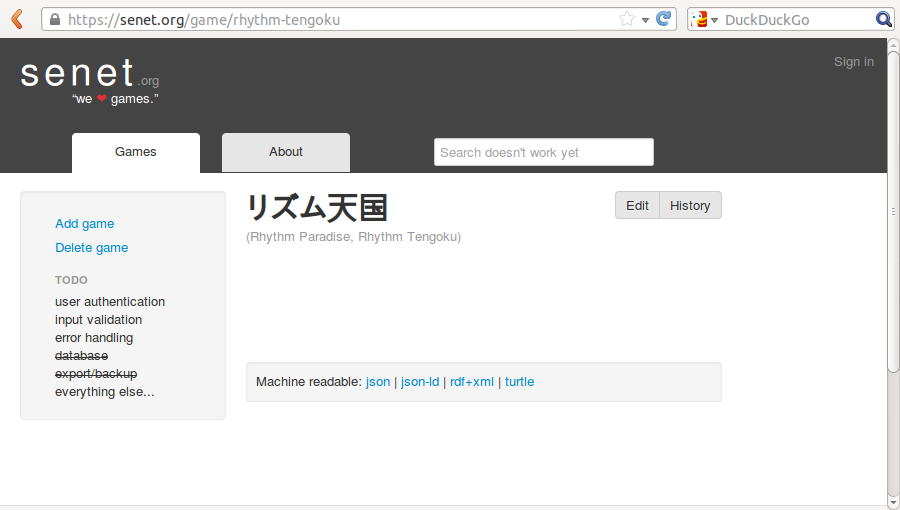 https://senet.org/game/rhythm-tengoku
DuckDuckGo
Sign in
senet.org
“we ❤ games.”
Games
About
Search doesn't work yet
Add game
Delete game
TODO
user authentication
input validation
error handling
database
export/backup
everything else...
リズム天国
(Rhythm Paradise, Rhythm Tengoku)
Edit
History
Machine readable: json | json-ld | rdf+xml | turtle